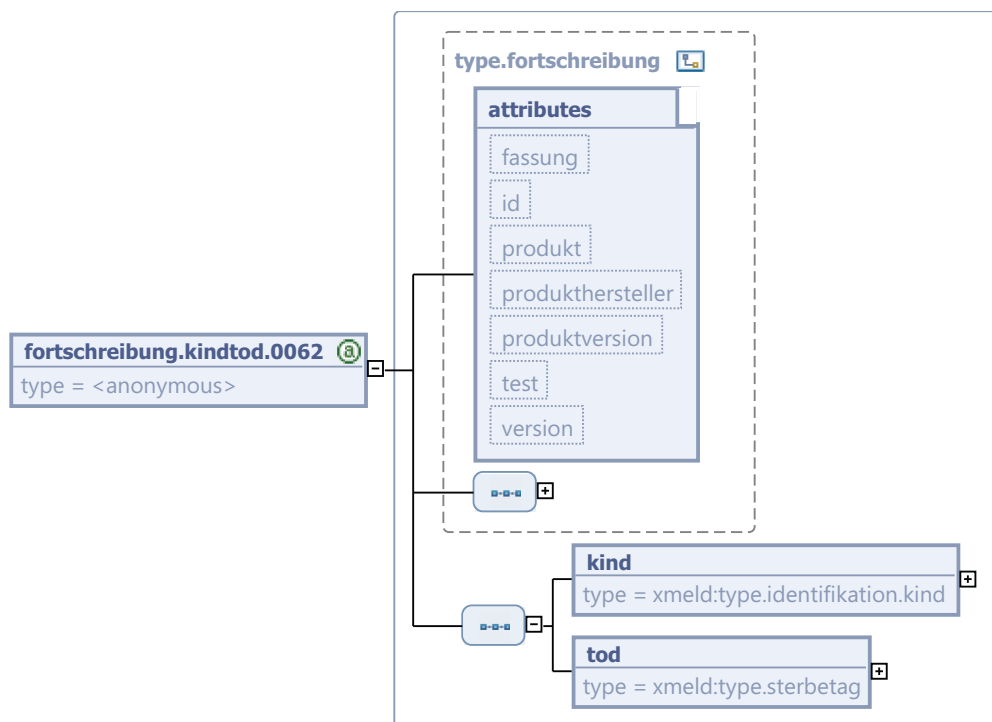 type.fortschreibung
attributes
fassung
id
produkt
produkthersteller
produktversion
test
version
fortschreibung.kindtod.0062 @
type = <anonymous>
kind
type = xmeld:type.identifikation.kind
tod
type = xmeld:type.sterbetag